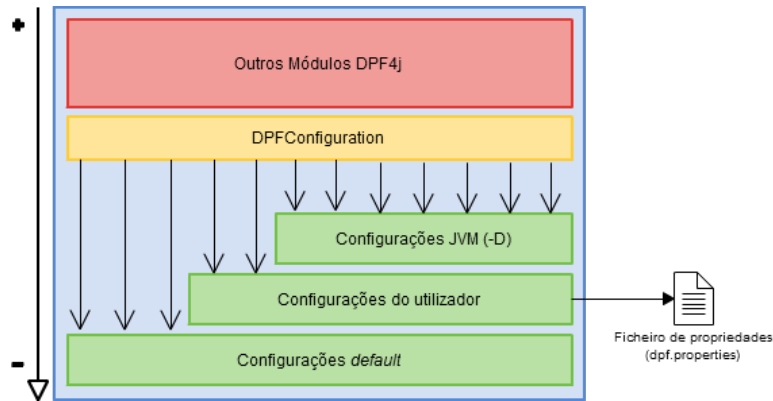 +
Outros Módulos DPF4j
DPFConfiguration
Configurações JVM (-D)
Configurações do utilizador
Ficheiro de propriedades
(dpf.properties)
Configurações default
-